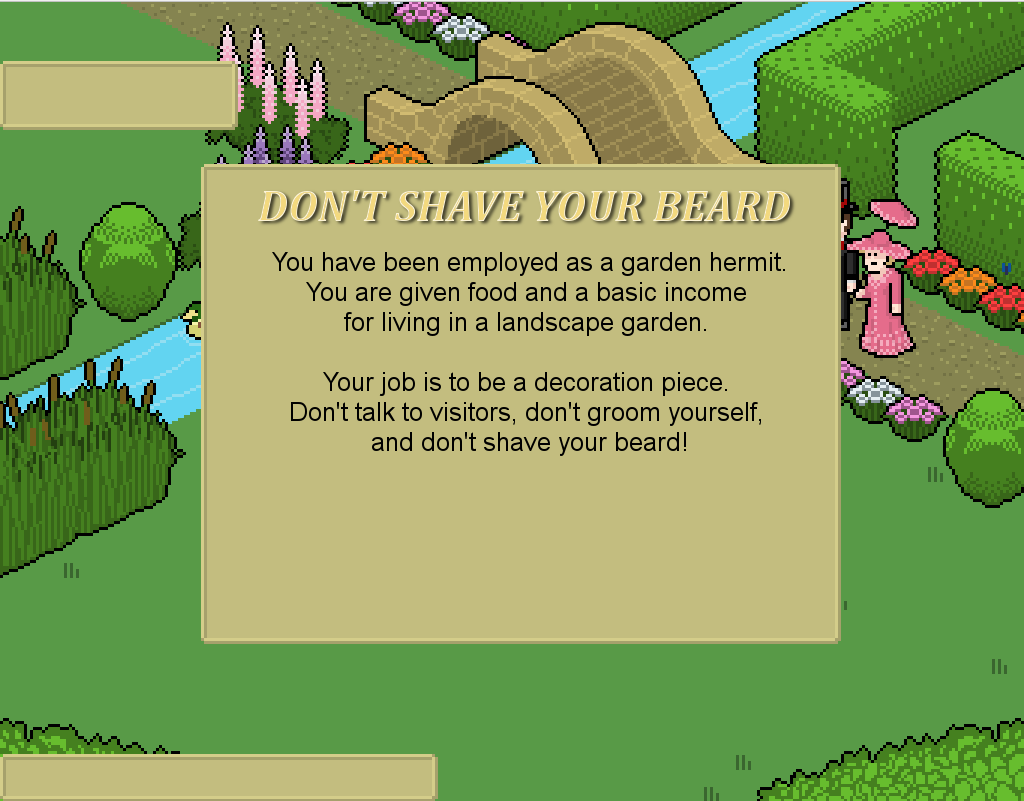 DON'T SHAVE YOUR BEARD
You have been employed as a garden hermit.
You are given food and a basic income
for living in a landscape garden.
Your job is to be a decoration piece.
Don't talk to visitors, don't groom yourself,
and don't shave your beard!